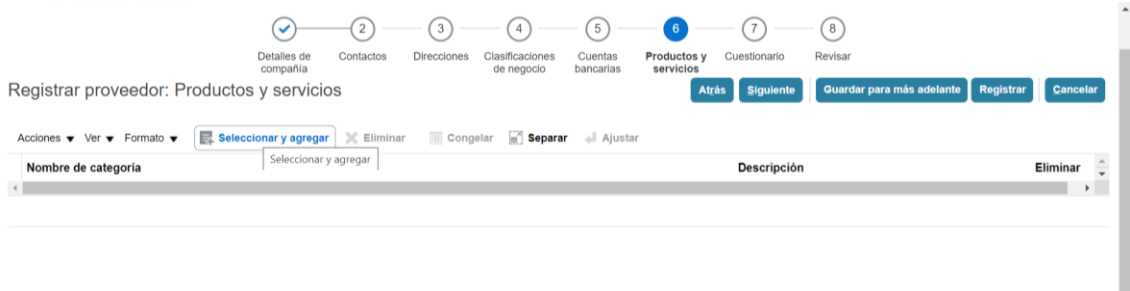 2 3 4 5 6 7 8
Detalles de compañía
Contactos
Direcciones
Clasificaciones de negocio
Cuentas bancarias
Productos y servicios
Cuestionario
Revisar
Registrar proveedor: Productos y servicios
Atrás Siguiente Guardar para más adelante Registrar Cancelar
Acciones Ver Formato Seleccionar y agregar Eliminar Congelar Separar Ajustar
Seleccionar y agregar
Nombre de categoría Descripción Eliminar